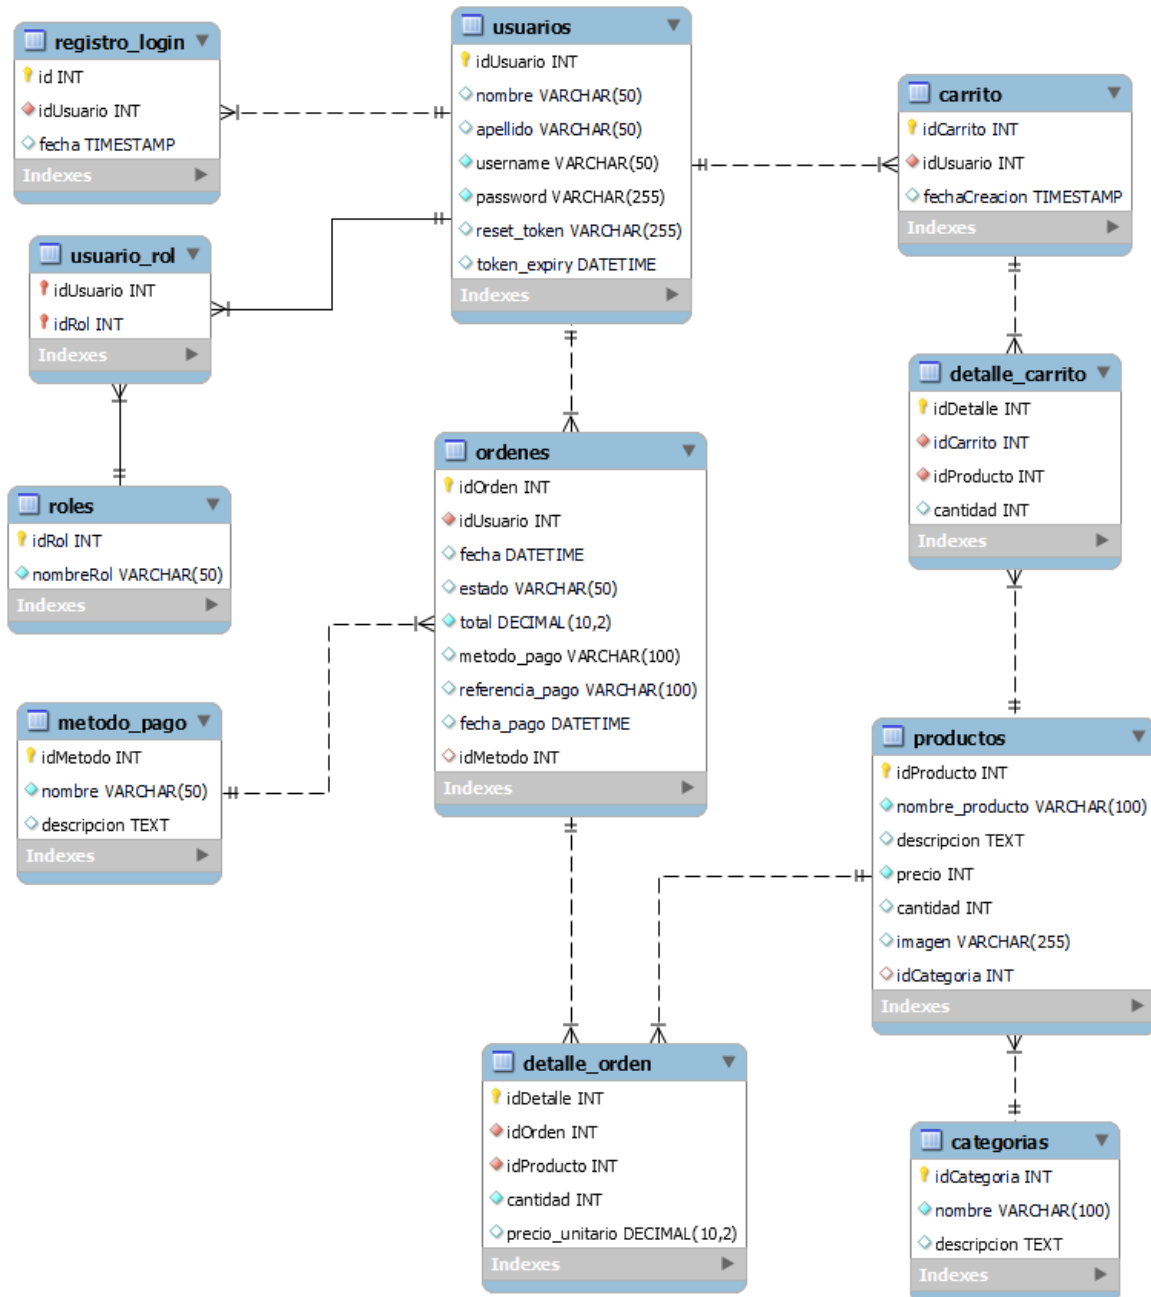 registro_login
id INT
idUsuario INT
fecha TIMESTAMP
Indexes
usuarios
idUsuario INT
nombre VARCHAR(50)
apellido VARCHAR(50)
username VARCHAR(50)
password VARCHAR(255)
reset_token VARCHAR(255)
token_expiry DATETIME
Indexes
carrito
idCarrito INT
idUsuario INT
fechaCreacion TIMESTAMP
Indexes
usuario_rol
idUsuario INT
idRol INT
Indexes
detalle_carrito
idDetalle INT
idCarrito INT
idProducto INT
cantidad INT
Indexes
ordenes
idOrden INT
idUsuario INT
fecha DATETIME
estado VARCHAR(50)
total DECIMAL(10,2)
metodo_pago VARCHAR(100)
referencia_pago VARCHAR(100)
fecha_pago DATETIME
idMetodo INT
Indexes
roles
idRol INT
nombreRol VARCHAR(50)
Indexes
metodo_pago
idMetodo INT
nombre VARCHAR(50)
descripcion TEXT
Indexes
productos
idProducto INT
nombre_producto VARCHAR(100)
descripcion TEXT
precio INT
cantidad INT
imagen VARCHAR(255)
idCategoria INT
Indexes
detalle_orden
idDetalle INT
idOrden INT
idProducto INT
cantidad INT
precio_unitario DECIMAL(10,2)
Indexes
categorias
idCategoria INT
nombre VARCHAR(100)
descripcion TEXT
Indexes